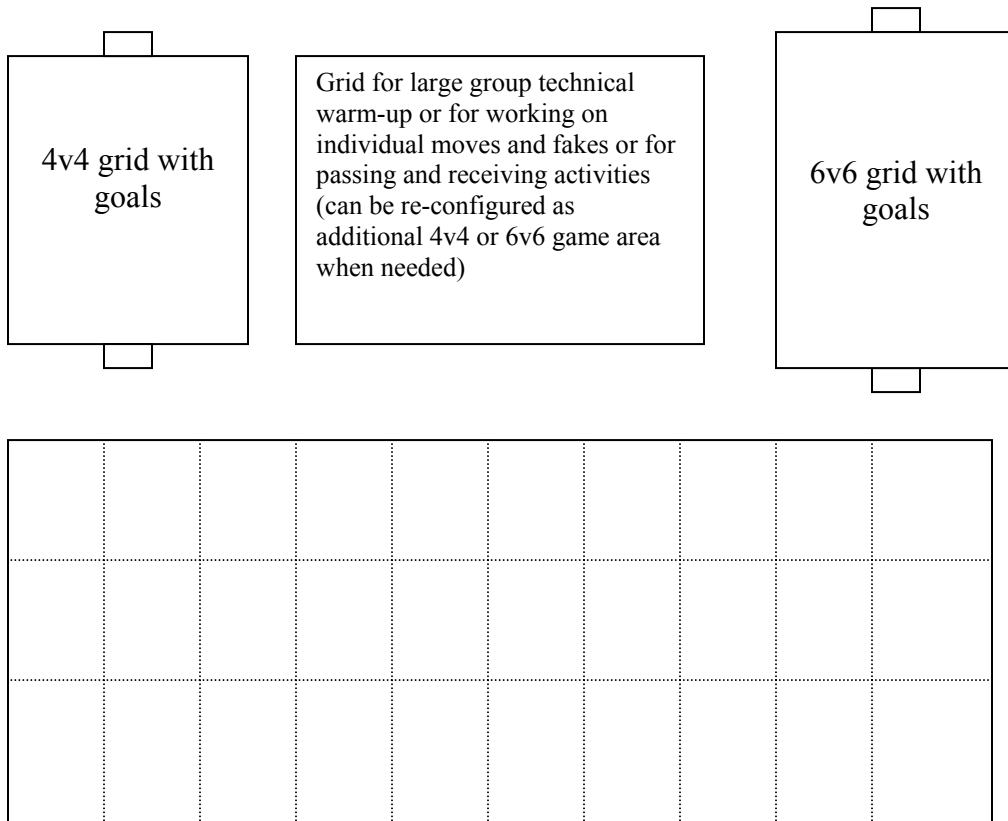 4v4 grid with
goals
Grid for large group technical
warm-up or for working on
individual moves and fakes or for
passing and receiving activities
(can be re-configured as
additional 4v4 or 6v6 game area
when needed)
6v6 grid with
goals